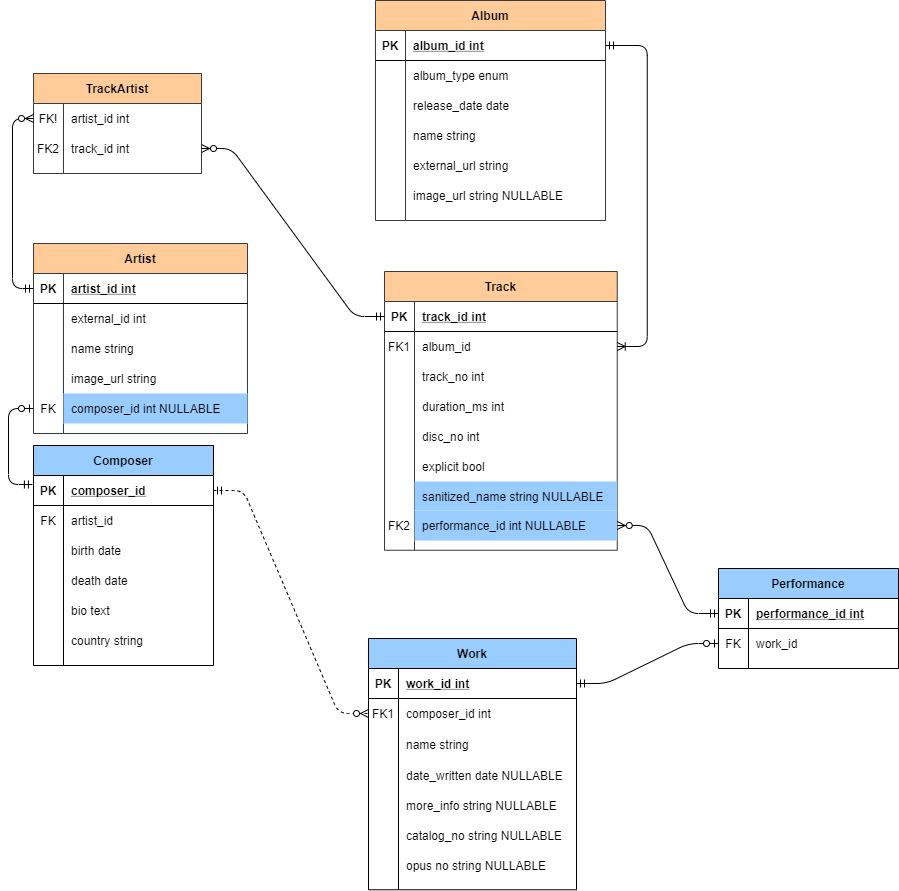 Album
PK album_id int
album_type enum
release_date date
name string
external_url string
image_url string NULLABLE
TrackArtist
FK! artist_id int
FK2 track_id int
Artist
PK artist_id int
external_id int
name string
image_url string
FK composer_id int NULLABLE
Track
PK track_id int
FK1 album_id
track_no int
duration_ms int
disc_no int
explicit bool
sanitized_name string NULLABLE
FK2 performance_id int NULLABLE
Composer
PK composer_id
FK artist_id
birth date
death date
bio text
country string
Performance
PK performance_id int
FK work_id
Work
PK work_id int
FK1 composer_id int
name string
date_written date NULLABLE
more_info string NULLABLE
catalog_no string NULLABLE
opus no string NULLABLE